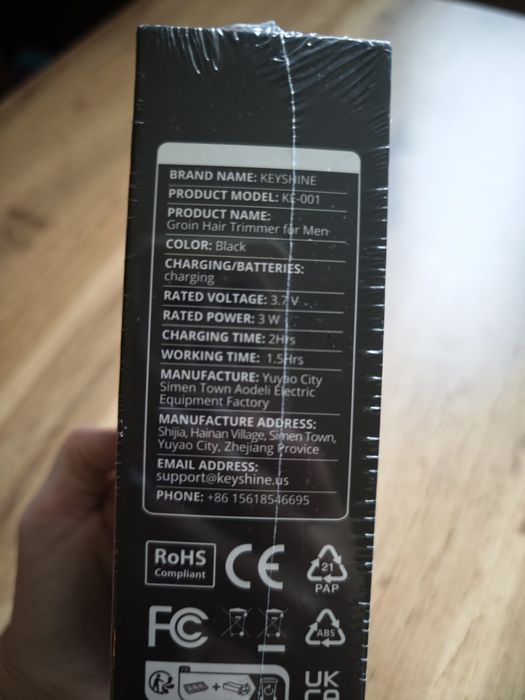 BRAND NAME: KEYSHINE
PRODUCT MODEL: KE-001
PRODUCT NAME:
Groin Hair Trimmer for Men
COLOR: Black
CHARGING/BATTERIES:
charging
RATED VOLTAGE: 3.7 V
RATED POWER: 3 W
CHARGING TIME: 2Hrs
WORKING TIME: 1.5Hrs
MANUFACTURE: Yuyao City
Simen Town Aodeli Electric
Equipment Factory
MANUFACTURE ADDRESS:
Shijia, Hainan Village, Simen Town,
Yuyao City, Zhejiang Provice
EMAIL ADDRESS:
support@keyshine.us
PHONE: +86 15618546695
RoHS
Compliant
CE
21
PAP
FC
ABS
UK
CA